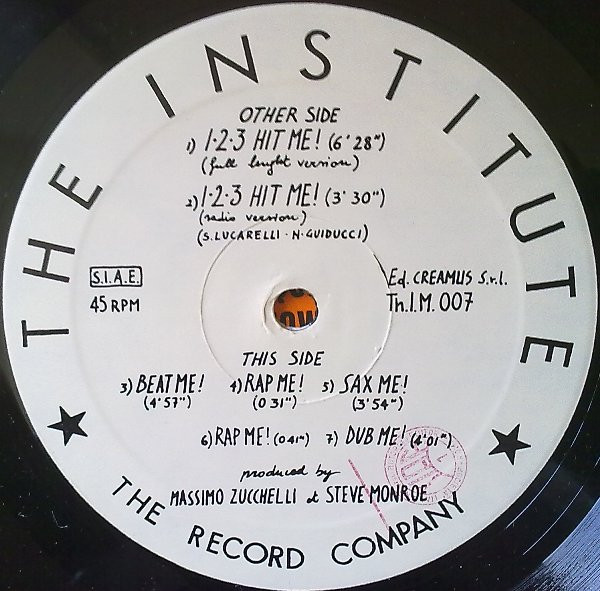 THE INSTITUTE
OTHER SIDE
1) 1·2·3 HIT ME! (6'28")
(full lenght version)
2) 1·2·3 HIT ME! (3'30")
(radio version)
(S. LUCARELLI - N. GUIDUCCI)
S.I.A.E.
45 RPM
Ed. CREAMUS S.r.l.
Th.I.M. 007
THIS SIDE
3) BEAT ME! 4) RAP ME! 5) SAX ME!
(4'57") (0 31") (3'54")
6) RAP ME! (0 41") 7) DUB ME! (4'01")
produced by
MASSIMO ZUCCHELLI & STEVE MONROE
THE RECORD COMPANY